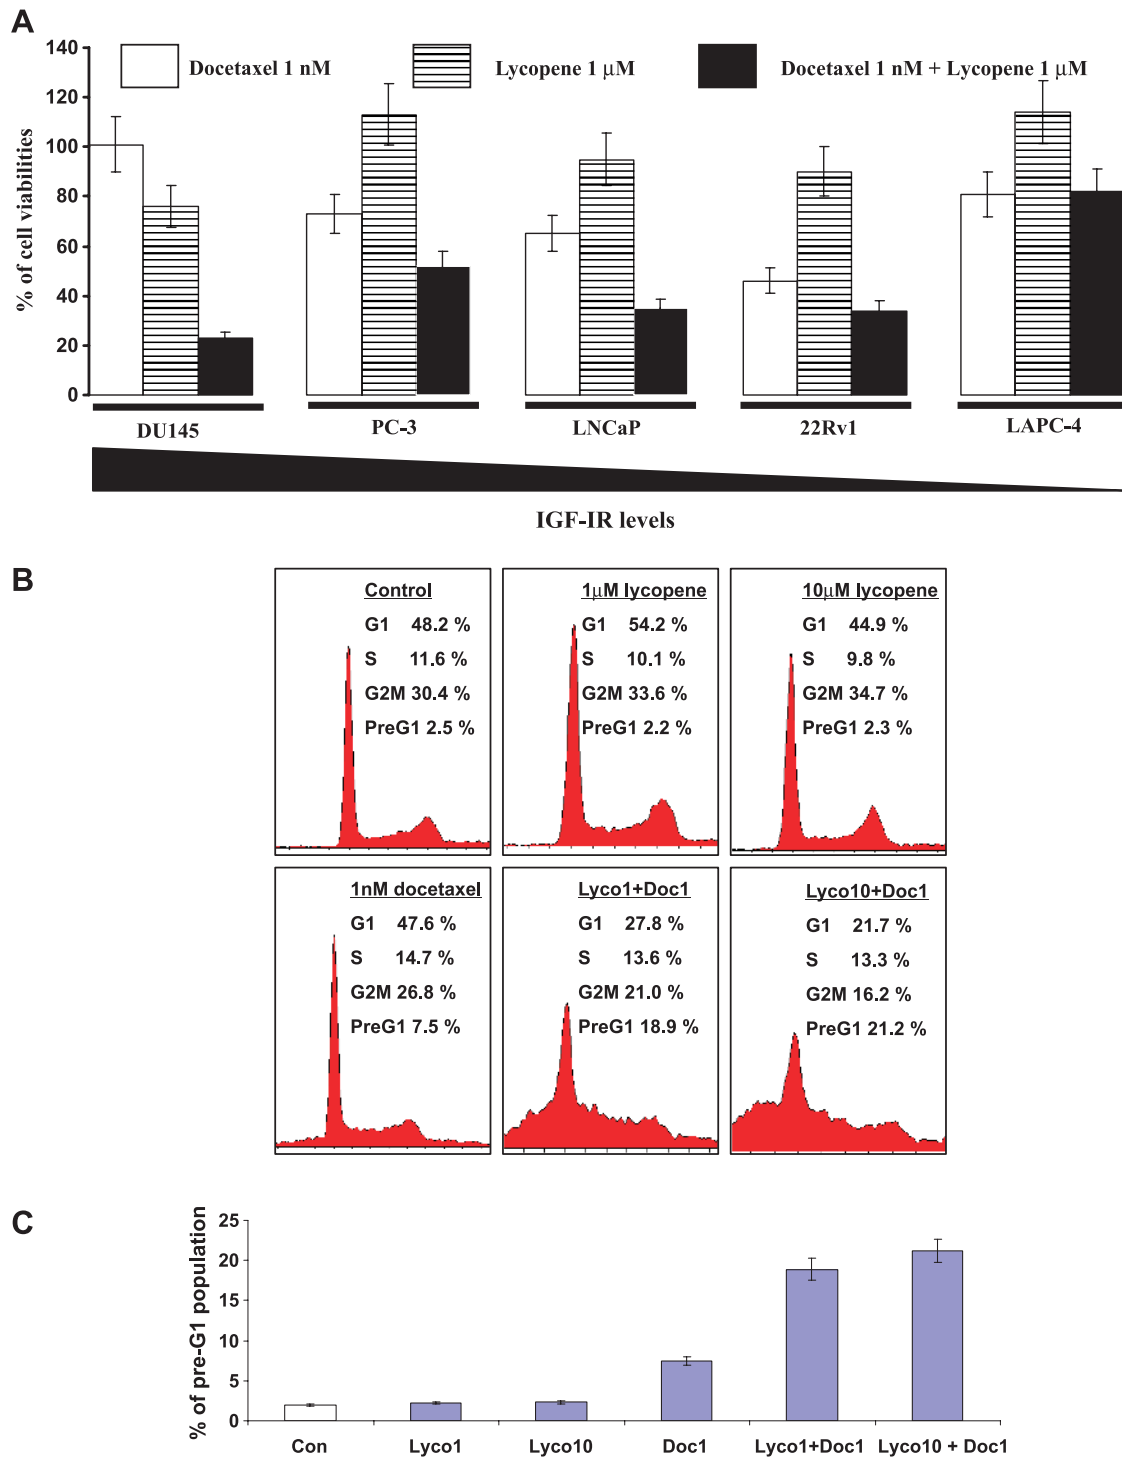 A
140
120
100
80
60
40
20
0
% of cell viabilities
Docetaxel 1 nM
Lycopene 1 μM
Docetaxel 1 nM + Lycopene 1 μM
DU145
PC-3
LNCaP
22Rv1
LAPC-4
IGF-IR levels
B
Control
G1 48.2 %
S 11.6 %
G2M 30.4 %
PreG1 2.5 %
1μM lycopene
G1 54.2 %
S 10.1 %
G2M 33.6 %
PreG1 2.2 %
10μM lycopene
G1 44.9 %
S 9.8 %
G2M 34.7 %
PreG1 2.3 %
1nM docetaxel
G1 47.6 %
S 14.7 %
G2M 26.8 %
PreG1 7.5 %
Lyco1+Doc1
G1 27.8 %
S 13.6 %
G2M 21.0 %
PreG1 18.9 %
Lyco10+Doc1
G1 21.7 %
S 13.3 %
G2M 16.2 %
PreG1 21.2 %
C
% of pre-G1 population
25
20
15
10
5
0
Con
Lyco1
Lyco10
Doc1
Lyco1+Doc1
Lyco10 + Doc1